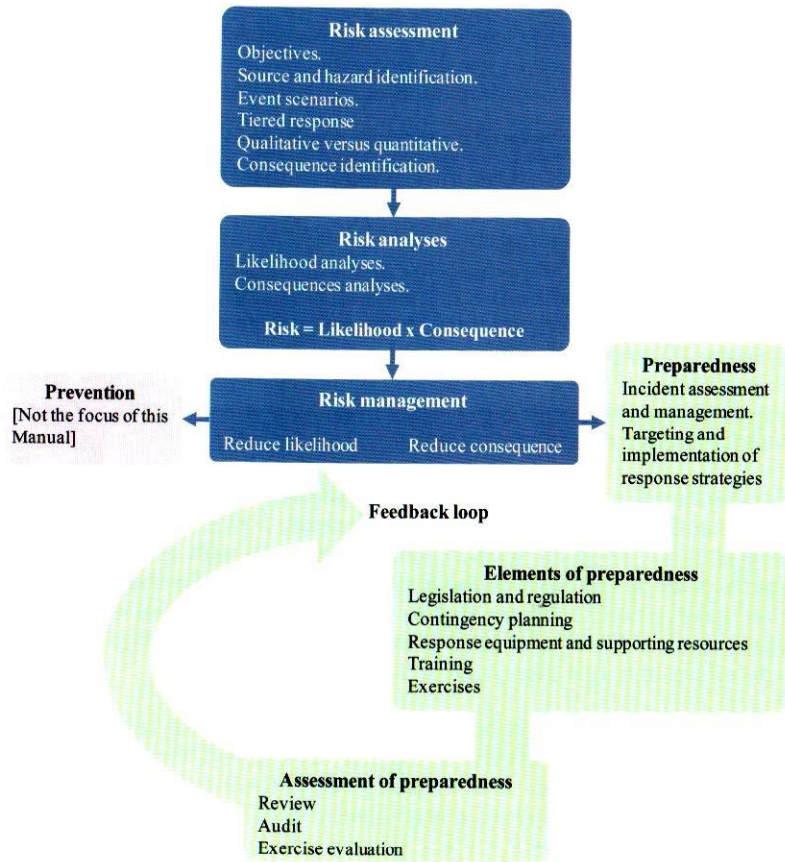 Risk assessment
Objectives.
Source and hazard identification.
Event scenarios.
Tiered response
Qualitative versus quantitative.
Consequence identification.
Risk analyses
Likelihood analyses.
Consequences analyses.
Risk = Likelihood x Consequence
Prevention
[Not the focus of this
Manual]
Risk management
Reduce likelihood
Reduce consequence
Preparedness
Incident assessment
and management.
Targeting and
implementation of
response strategies
Feedback loop
Elements of preparedness
Legislation and regulation
Contingency planning
Response equipment and supporting resources
Training
Exercises
Assessment of preparedness
Review
Audit
Exercise evaluation